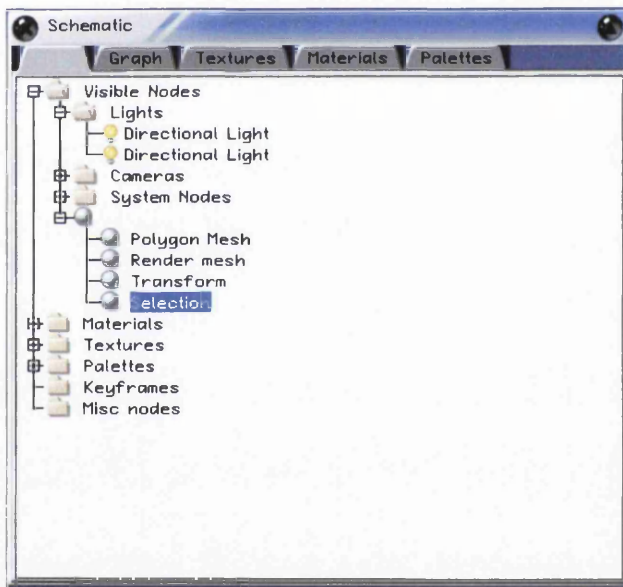 Schematic
Graph Textures Materials Palettes
Visible Nodes
Lights
Directional Light
Directional Light
Cameras
System Nodes
Polygon Mesh
Render mesh
Transform
Selection
Materials
Textures
Palettes
Keyframes
Misc nodes